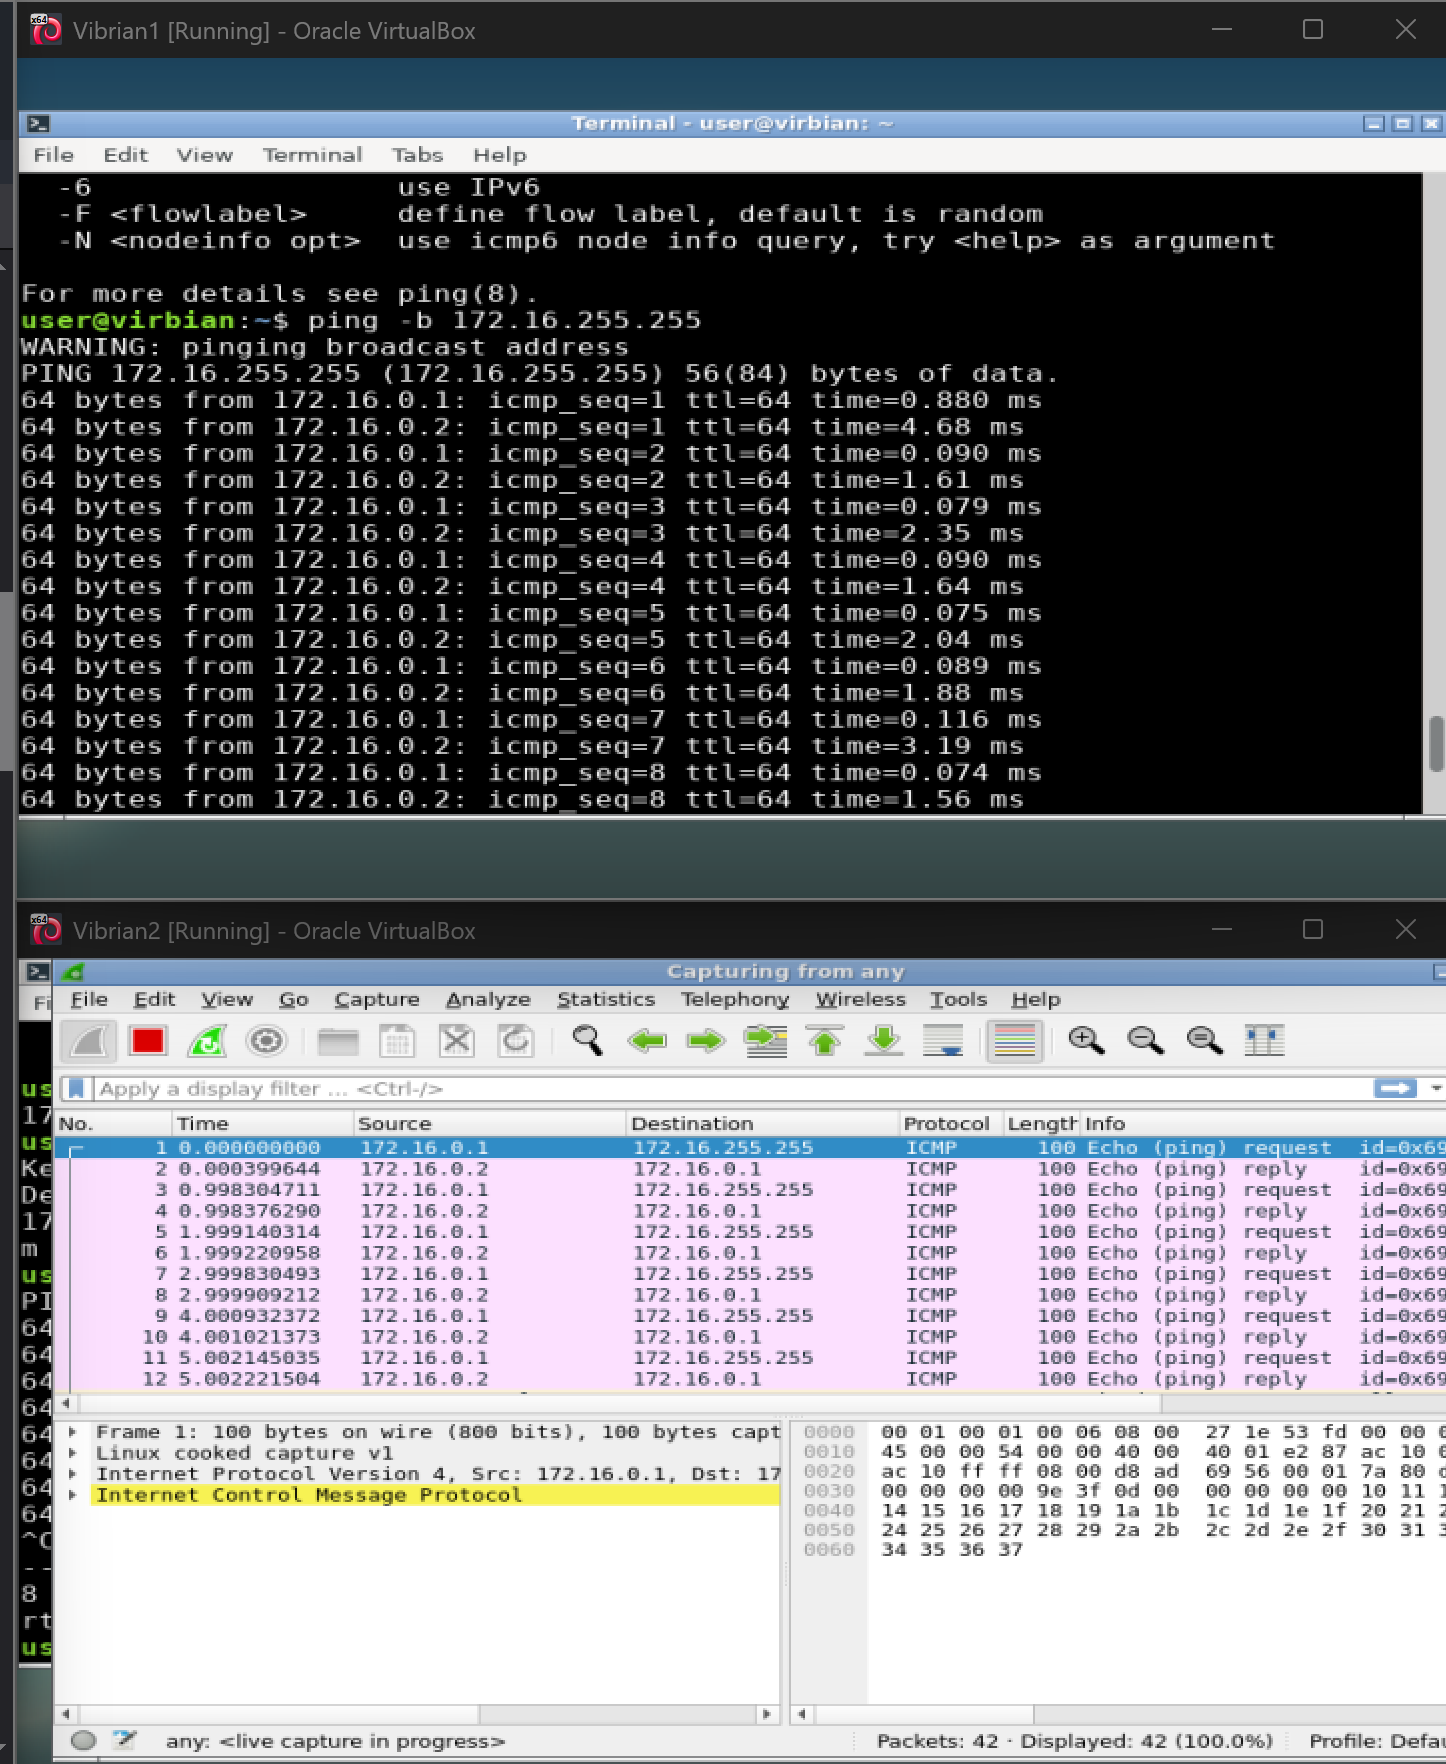 Vibrian1 [Running] - Oracle VirtualBox
Terminal - user@virbian: ~
File Edit View Terminal Tabs Help
-6 use IPv6
-F <flowlabel> define flow label, default is random
-N <nodeinfo opt> use icmp6 node info query, try <help> as argument
For more details see ping(8).
user@virbian:~$ ping -b 172.16.255.255
WARNING: pinging broadcast address
PING 172.16.255.255 (172.16.255.255) 56(84) bytes of data.
64 bytes from 172.16.0.1: icmp_seq=1 ttl=64 time=0.880 ms
64 bytes from 172.16.0.2: icmp_seq=1 ttl=64 time=4.68 ms
64 bytes from 172.16.0.1: icmp_seq=2 ttl=64 time=0.090 ms
64 bytes from 172.16.0.2: icmp_seq=2 ttl=64 time=1.61 ms
64 bytes from 172.16.0.1: icmp_seq=3 ttl=64 time=0.079 ms
64 bytes from 172.16.0.2: icmp_seq=3 ttl=64 time=2.35 ms
64 bytes from 172.16.0.1: icmp_seq=4 ttl=64 time=0.090 ms
64 bytes from 172.16.0.2: icmp_seq=4 ttl=64 time=1.64 ms
64 bytes from 172.16.0.1: icmp_seq=5 ttl=64 time=0.075 ms
64 bytes from 172.16.0.2: icmp_seq=5 ttl=64 time=2.04 ms
64 bytes from 172.16.0.1: icmp_seq=6 ttl=64 time=0.089 ms
64 bytes from 172.16.0.2: icmp_seq=6 ttl=64 time=1.88 ms
64 bytes from 172.16.0.1: icmp_seq=7 ttl=64 time=0.116 ms
64 bytes from 172.16.0.2: icmp_seq=7 ttl=64 time=3.19 ms
64 bytes from 172.16.0.1: icmp_seq=8 ttl=64 time=0.074 ms
64 bytes from 172.16.0.2: icmp_seq=8 ttl=64 time=1.56 ms
Vibrian2 [Running] - Oracle VirtualBox
Capturing from any
File Edit View Go Capture Analyze Statistics Telephony Wireless Tools Help
Apply a display filter ... <Ctrl-/>
No. Time Source Destination Protocol Length Info
1 0.000000000 172.16.0.1 172.16.255.255 ICMP 100 Echo (ping) request id=0x69
2 0.000399644 172.16.0.2 172.16.0.1 ICMP 100 Echo (ping) reply id=0x69
3 0.998304711 172.16.0.1 172.16.255.255 ICMP 100 Echo (ping) request id=0x69
4 0.998376290 172.16.0.2 172.16.0.1 ICMP 100 Echo (ping) reply id=0x69
5 1.999140314 172.16.0.1 172.16.255.255 ICMP 100 Echo (ping) request id=0x69
6 1.999220958 172.16.0.2 172.16.0.1 ICMP 100 Echo (ping) reply id=0x69
7 2.999830493 172.16.0.1 172.16.255.255 ICMP 100 Echo (ping) request id=0x69
8 2.999909212 172.16.0.2 172.16.0.1 ICMP 100 Echo (ping) reply id=0x69
9 4.000932372 172.16.0.1 172.16.255.255 ICMP 100 Echo (ping) request id=0x69
10 4.001021373 172.16.0.2 172.16.0.1 ICMP 100 Echo (ping) reply id=0x69
11 5.002145035 172.16.0.1 172.16.255.255 ICMP 100 Echo (ping) request id=0x69
12 5.002221504 172.16.0.2 172.16.0.1 ICMP 100 Echo (ping) reply id=0x69
Frame 1: 100 bytes on wire (800 bits), 100 bytes capt
Linux cooked capture v1
Internet Protocol Version 4, Src: 172.16.0.1, Dst: 17
Internet Control Message Protocol
0000 00 01 00 01 00 06 08 00 27 1e 53 fd 00 00
0010 45 00 00 54 00 00 40 00 40 01 e2 87 ac 10
0020 ac 10 ff ff 08 00 d8 ad 69 56 00 01 7a 80
0030 00 00 00 00 9e 3f 0d 00 00 00 00 00 10 11
0040 14 15 16 17 18 19 1a 1b 1c 1d 1e 1f 20 21
0050 24 25 26 27 28 29 2a 2b 2c 2d 2e 2f 30 31
0060 34 35 36 37
any: <live capture in progress>
Packets: 42 · Displayed: 42 (100.0%)
Profile: Defau